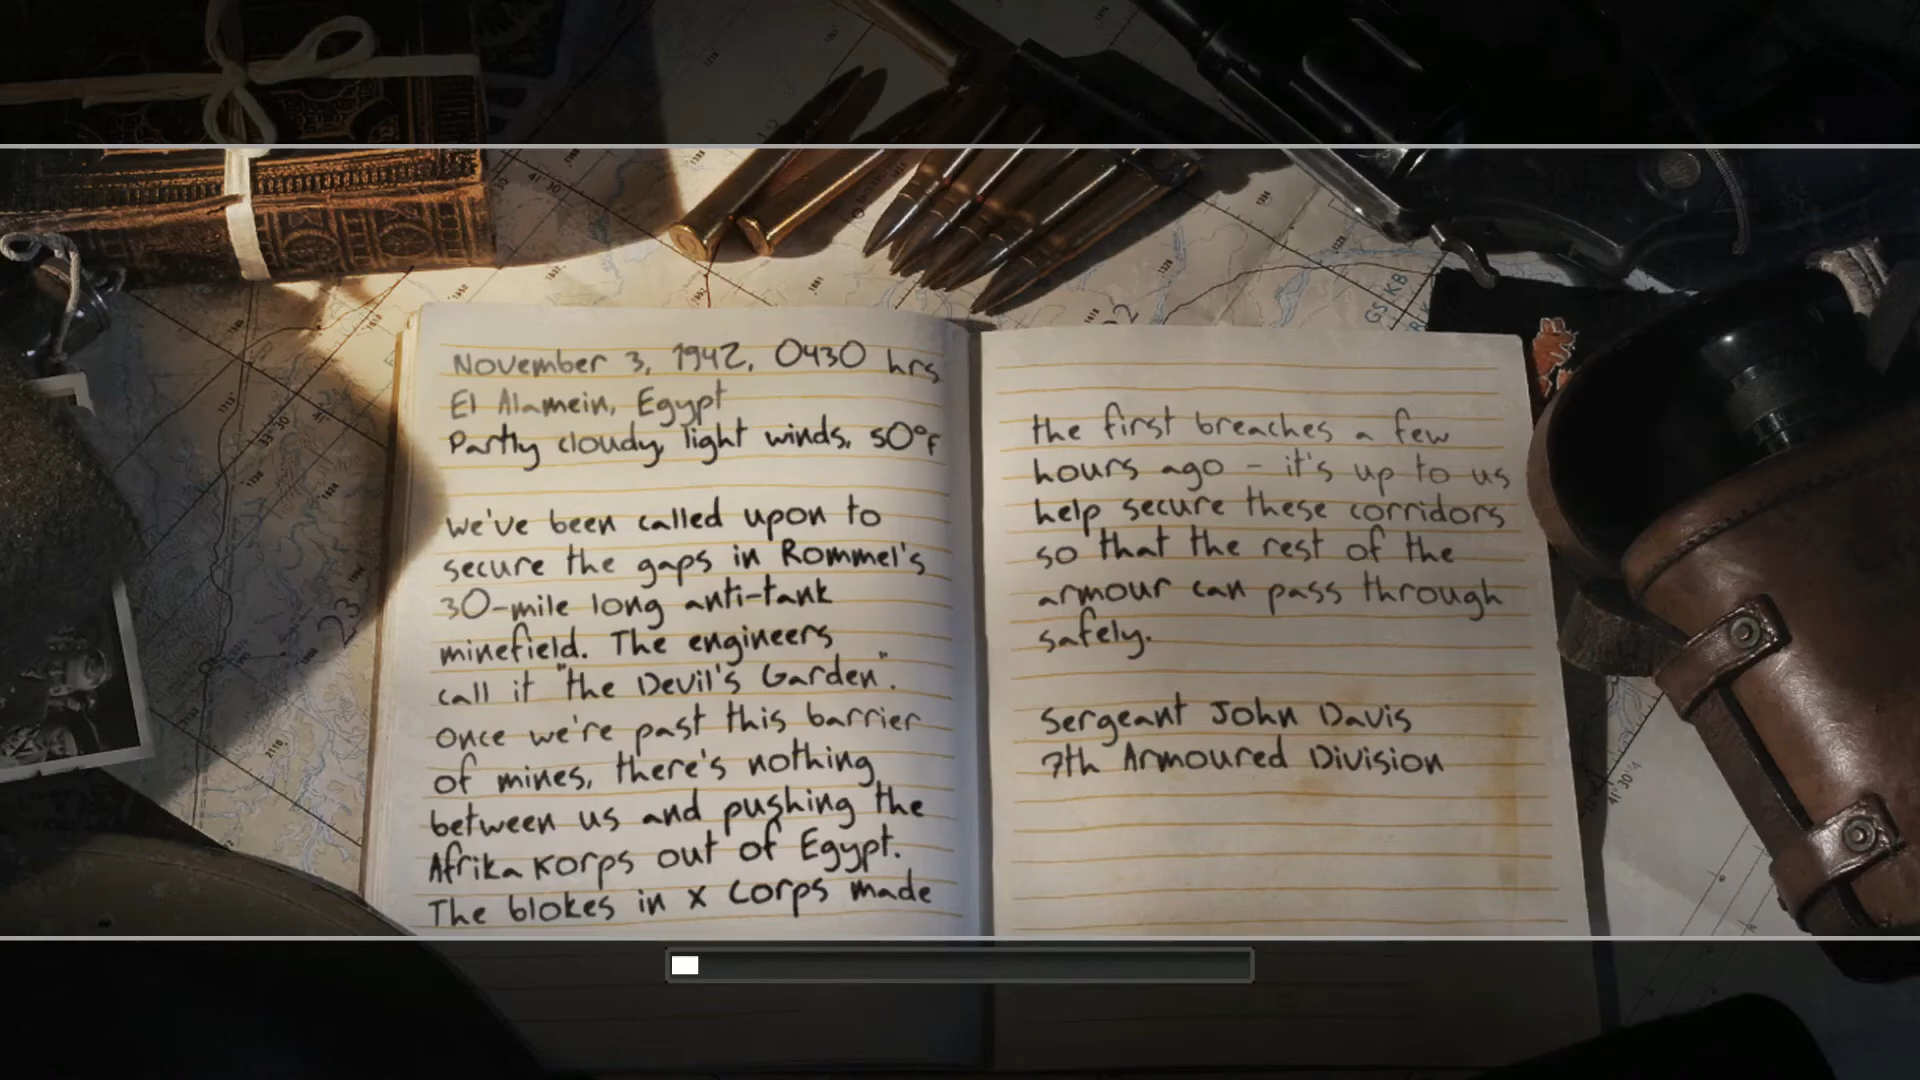 November 3, 1942, 0430 hrs
El Alamein, Egypt
Partly cloudy, light winds, 50°F
We've been called upon to
secure the gaps in Rommel's
30-mile long anti-tank
minefield. The engineers
call it "the Devil's Garden".
Once we're past this barrier
of mines, there's nothing
between us and pushing the
Afrika Korps out of Egypt.
The blokes in X Corps made
the first breaches a few
hours ago - it's up to us
help secure these corridors
so that the rest of the
armour can pass through
safely.
Sergeant John Davis
7th Armoured Division
GS KB
23